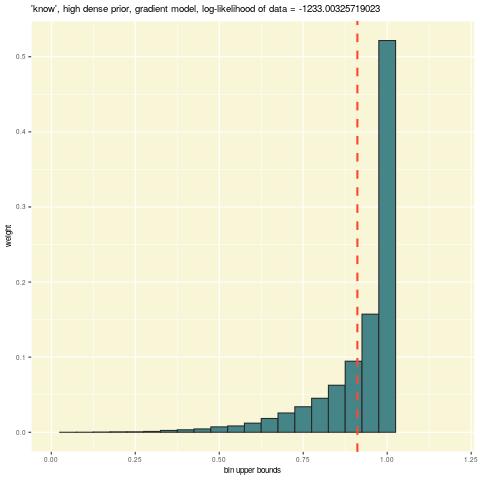 'know', high dense prior, gradient model, log-likelihood of data = -1233.00325719023
0.5
0.4
0.3
0.2
0.1
0.0
weight
0.00 0.25 0.50 0.75 1.00 1.25
bin upper bounds